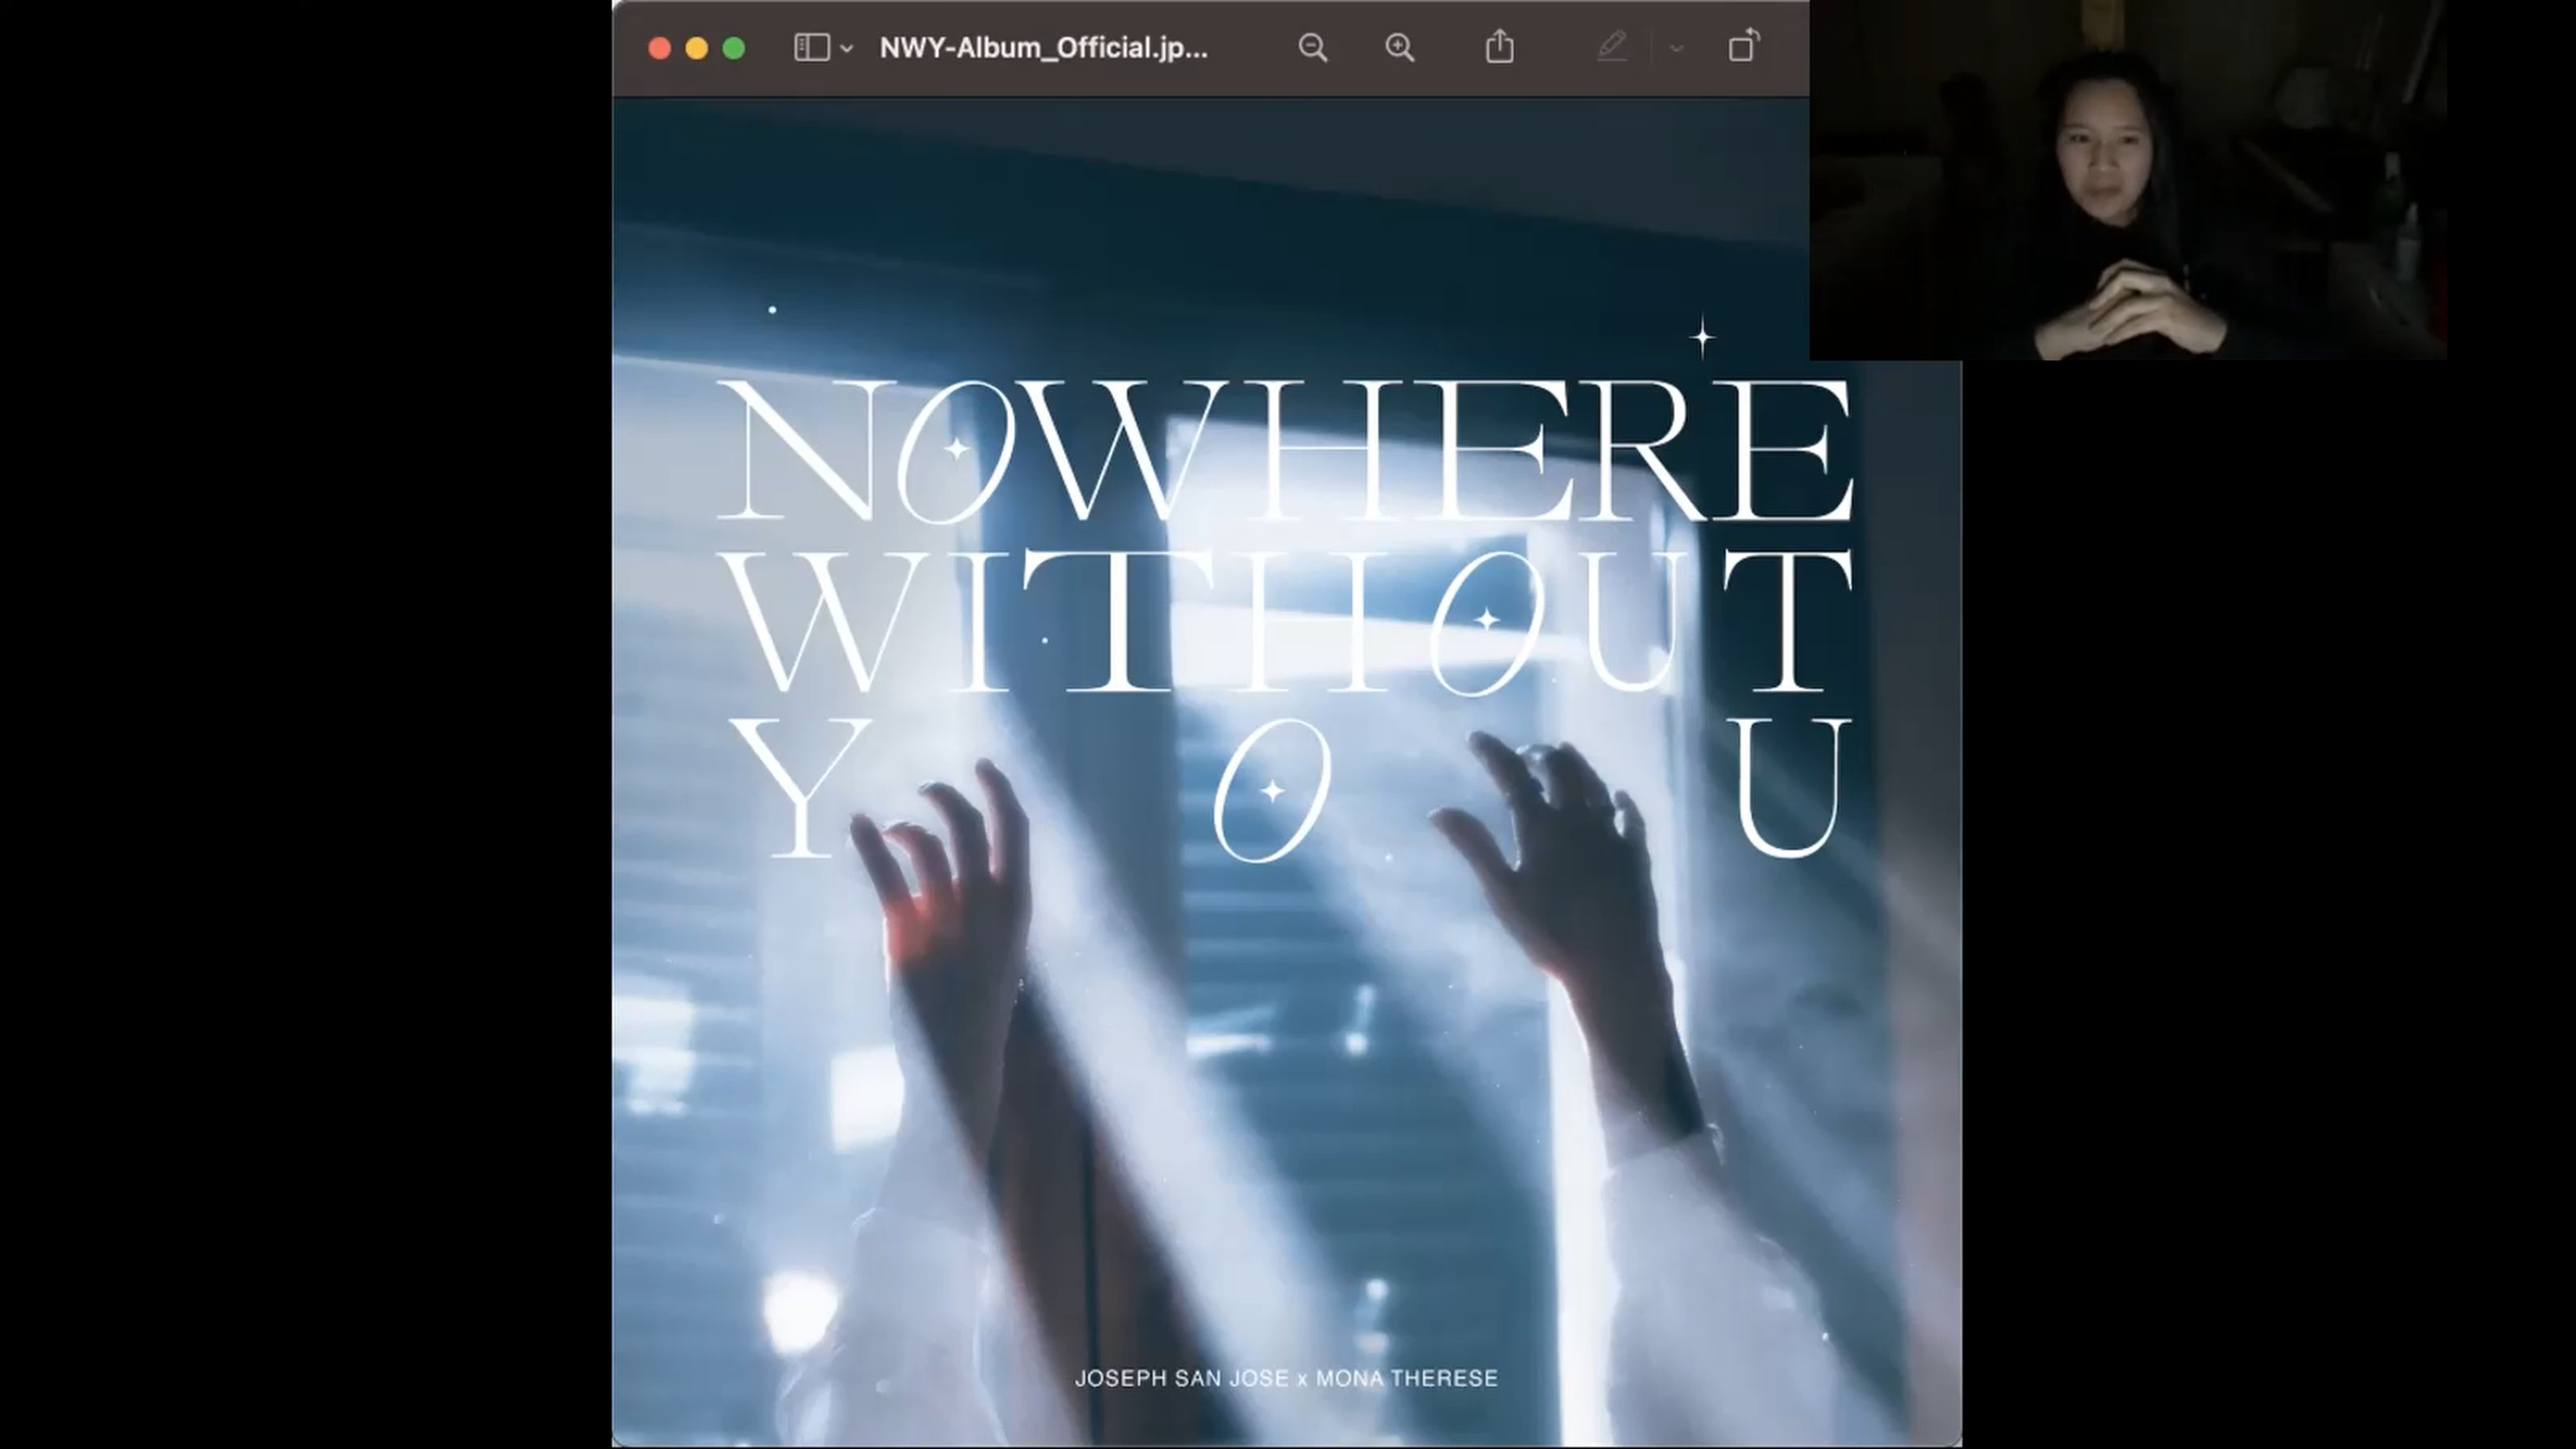 NWY-Album_Official.jp...
NOWHERE
WITHOUT
YOU
JOSEPH SAN JOSE x MONA THERESE